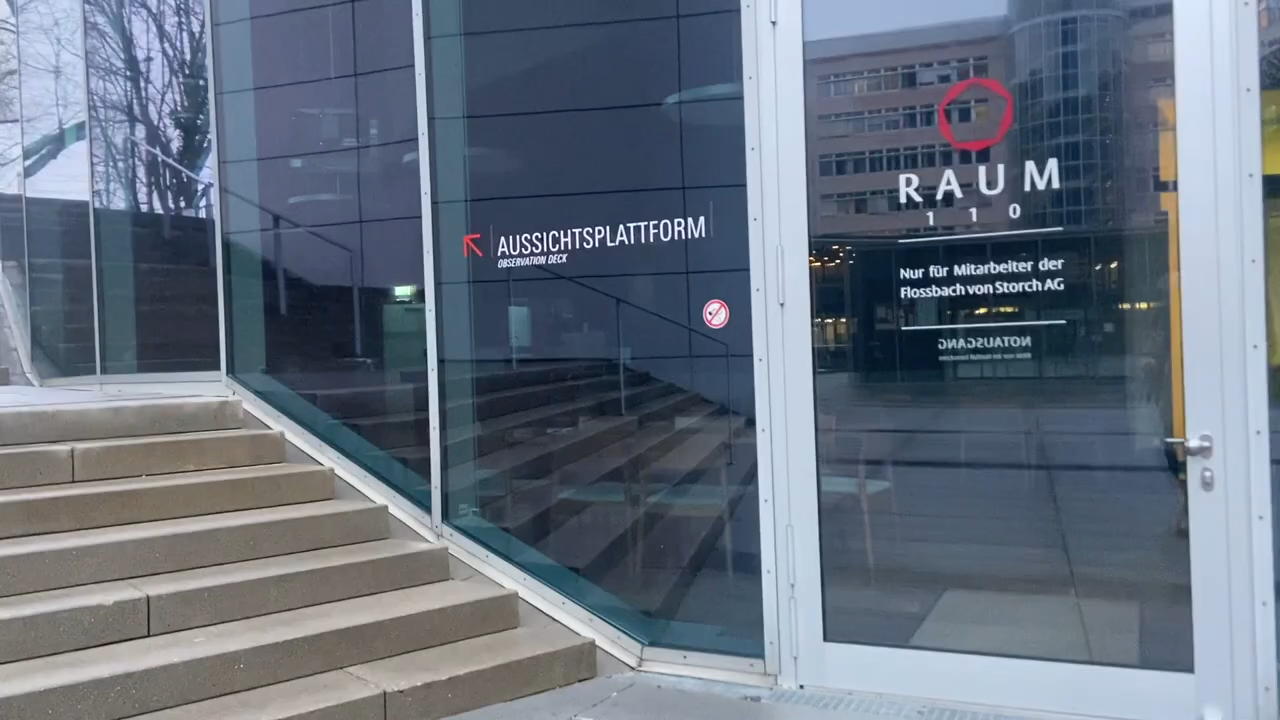 AUSSICHTSPLATTFORM
OBSERVATION DECK
RAUM
110
Nur für Mitarbeiter der
Flossbach von Storch AG
NOTAUSGANG